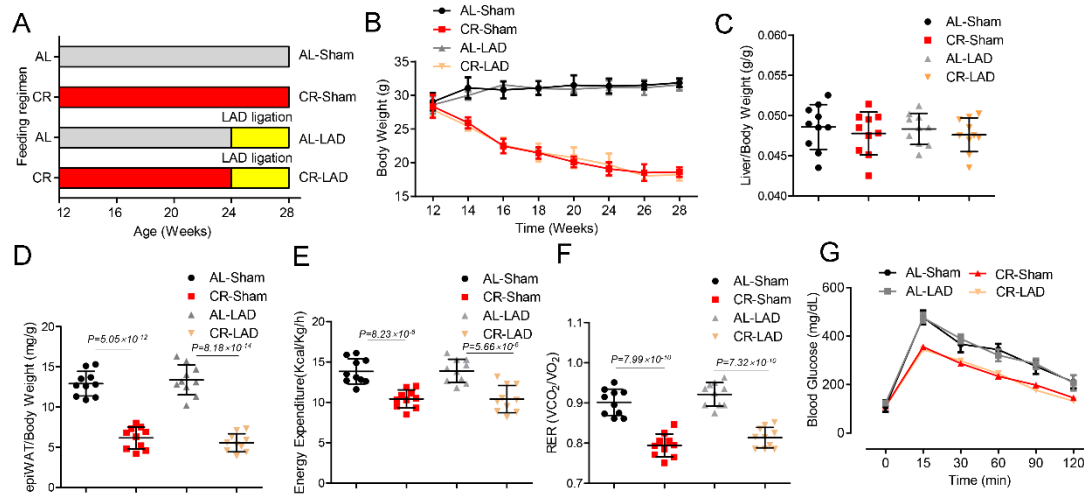 A
Feeding regimen
AL
AL-Sham
CR
CR-Sham
LAD ligation
AL
AL-LAD
LAD ligation
CR
CR-LAD
12 16 20 24 28
Age (Weeks)
B
AL-Sham
CR-Sham
AL-LAD
CR-LAD
Body Weight (g)
40
30
20
15
12 14 16 18 20 24 26 28
Time (Weeks)
C
AL-Sham
CR-Sham
AL-LAD
CR-LAD
Liver/Body Weight (g/g)
0.060
0.055
0.050
0.045
0.040
D
AL-Sham
CR-Sham
AL-LAD
CR-LAD
P=5.05×10⁻¹²
P=8.18×10⁻¹⁴
epiWAT/Body Weight (mg/g)
20
15
10
5
0
E
AL-Sham
CR-Sham
AL-LAD
CR-LAD
P=8.23×10
P=5.66×10
Energy Expenditure(Kcal/Kg/h)
20
15
10
5
0
F
AL-Sham
CR-Sham
AL-LAD
CR-LAD
P=7.99×10⁻¹⁰
P=7.32×10⁻¹⁰
RER (VCO₂/VO₂)
1.1
1.0
0.9
0.8
0.7
G
AL-Sham
CR-Sham
AL-LAD
CR-LAD
Blood Glucose (mg/dL)
600
400
200
0
0 15 30 60 90 120
Time (min)